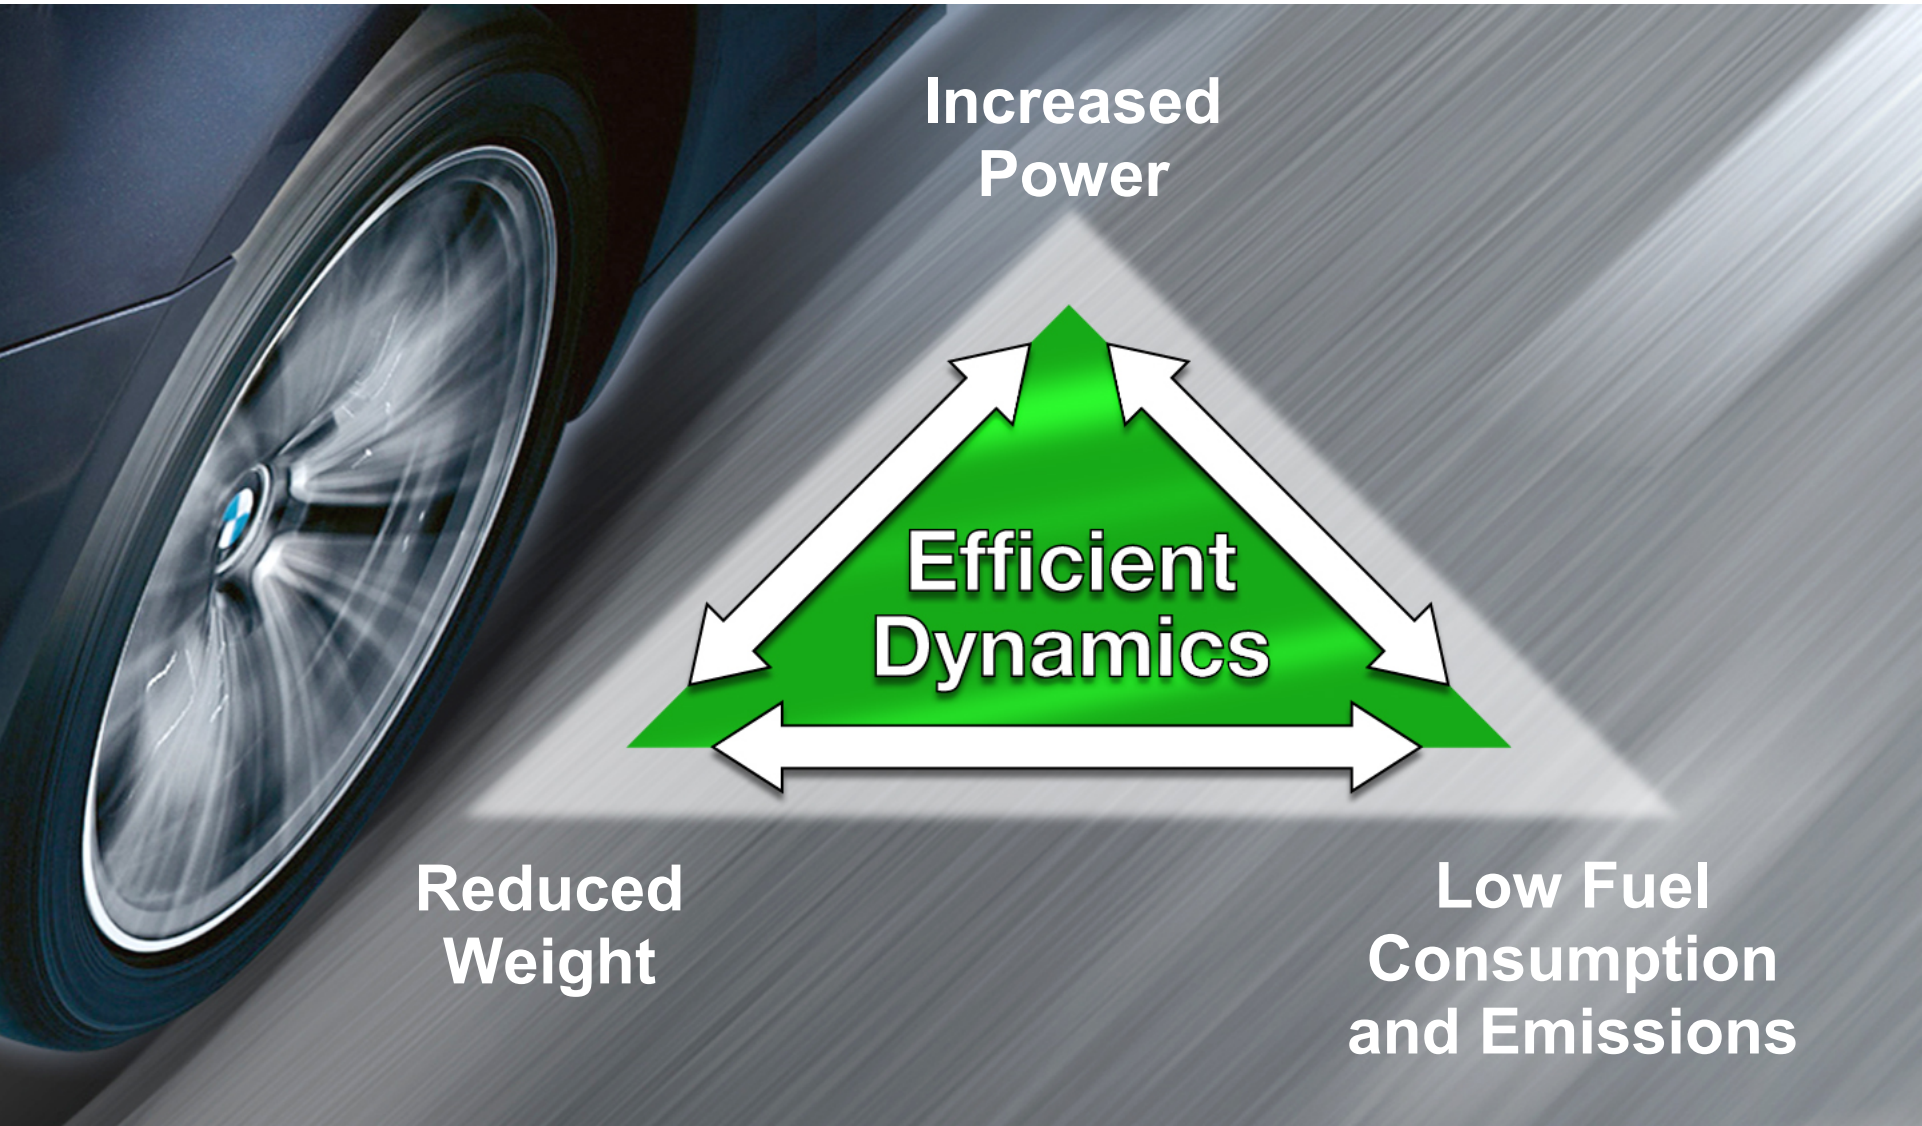 Increased
Power
Efficient
Dynamics
Reduced
Weight
Low Fuel
Consumption
and Emissions